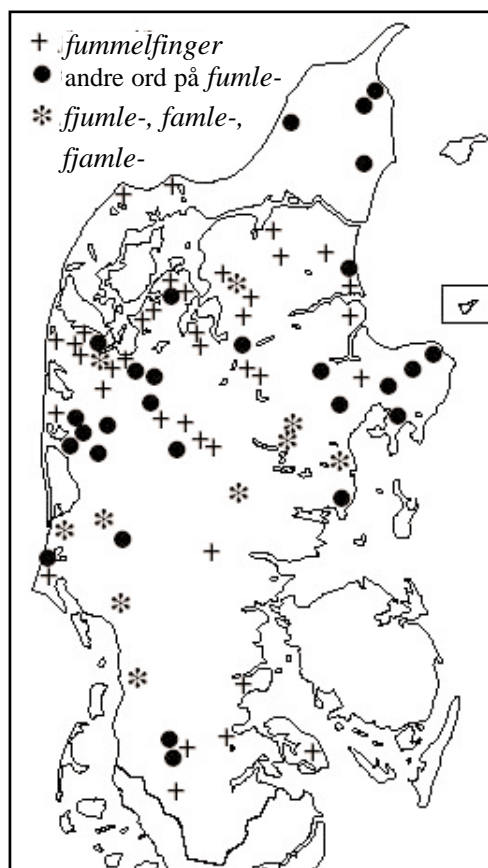 + fummelfinger
● andre ord på fumle-
✻ fjumle-, famle-,
fjamle-